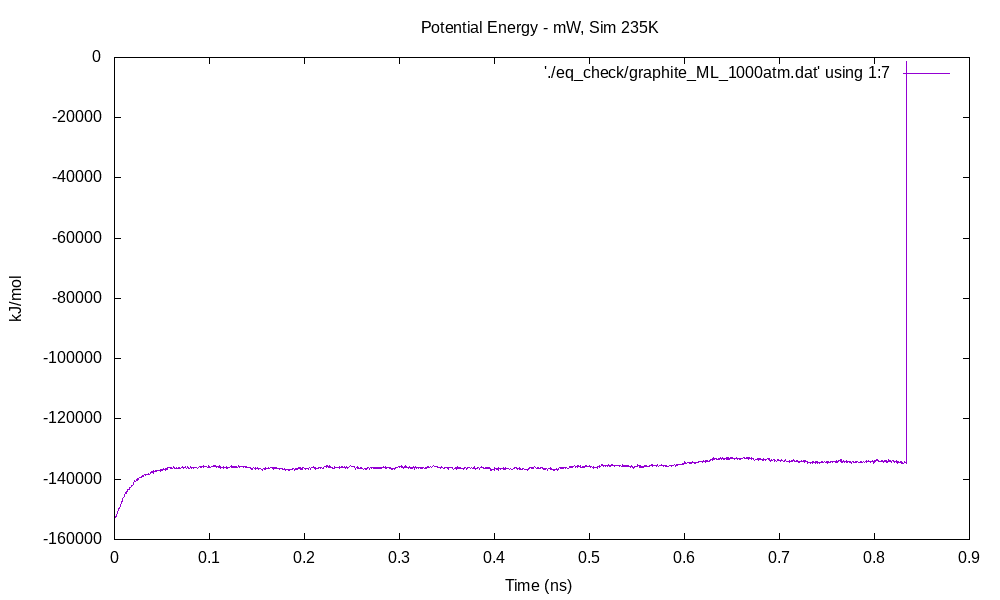 Potential Energy - mW, Sim 235K
'./eq_check/graphite_ML_1000atm.dat' using 1:7
kJ/mol
0
-20000
-40000
-60000
-80000
-100000
-120000
-140000
-160000
0 0.1 0.2 0.3 0.4 0.5 0.6 0.7 0.8 0.9
Time (ns)